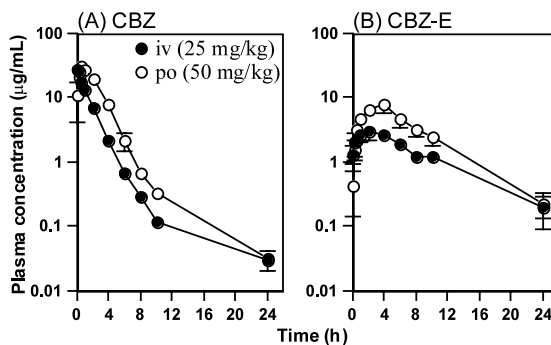 (A) CBZ
(B) CBZ-E
iv (25 mg/kg)
po (50 mg/kg)
Plasma concentration (µg/mL)
100
10
1
0.1
0.01
100
10
1
0.1
0.01
0 4 8 12 16 20 24
0 4 8 12 16 20 24
Time (h)